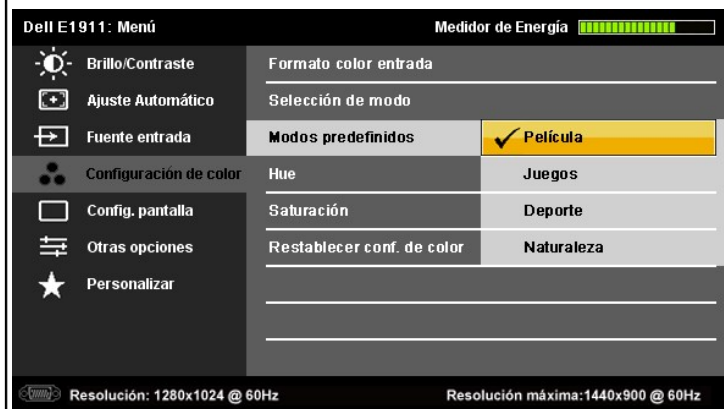 Dell E1911: Menú
Medidor de Energía
Brillo/Contraste
Formato color entrada
Ajuste Automático
Selección de modo
Fuente entrada
Modos predefinidos
Película
Configuración de color
Hue
Juegos
Config. pantalla
Saturación
Deporte
Otras opciones
Restablecer conf. de color
Naturaleza
Personalizar
Resolución: 1280x1024 @ 60Hz
Resolución máxima:1440x900 @ 60Hz